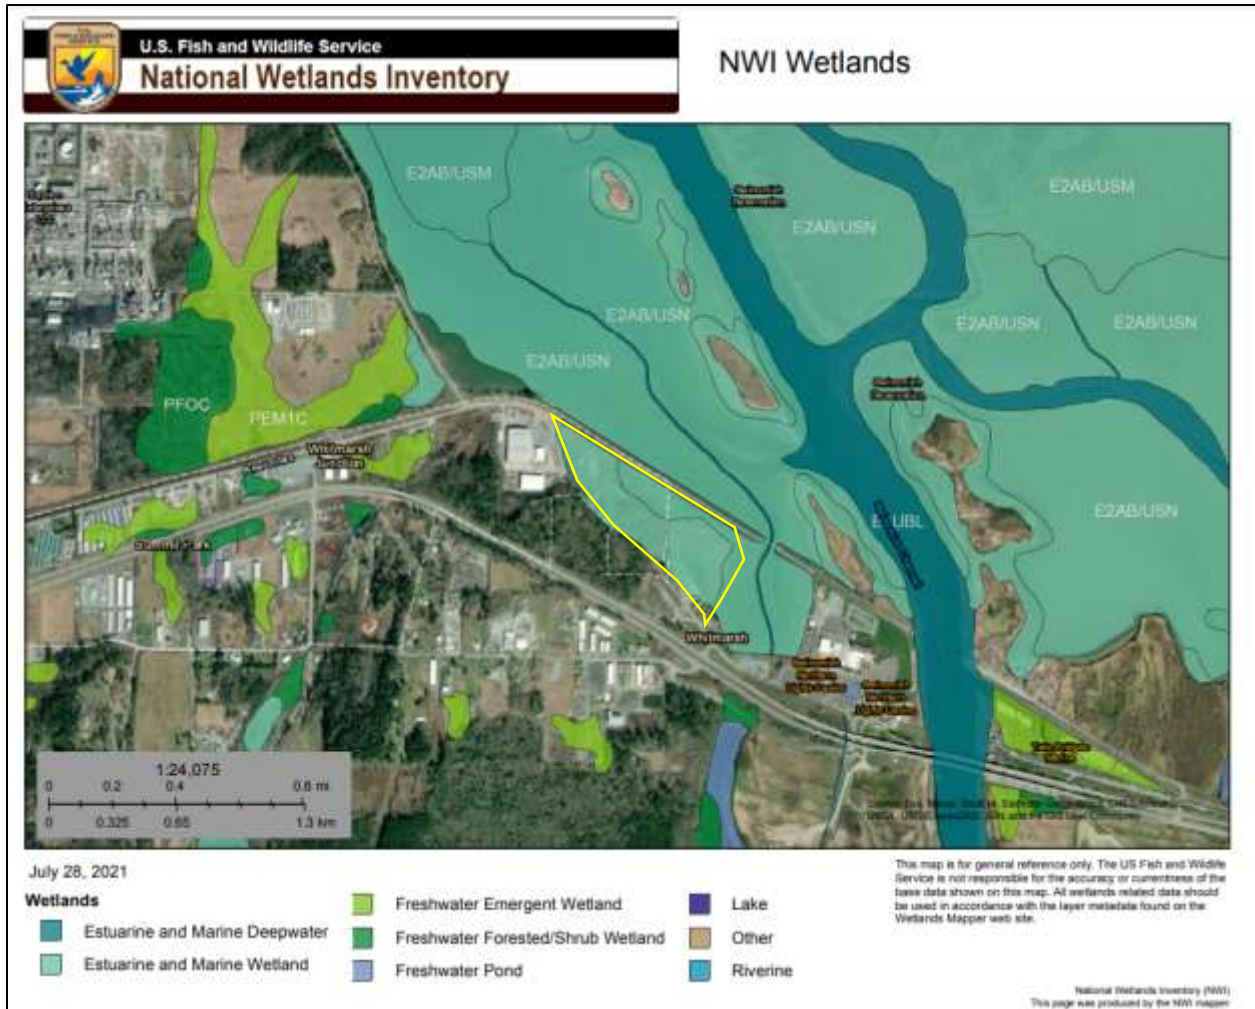 U.S. Fish and Wildlife Service
National Wetlands Inventory
NWI Wetlands
E2AB/USM
E2AB/USM
E2AB/USN
E2AB/USN
E2AB/USN
E2AB/USN
E2AB/USN
PFOC
PEM1C
Whitmarsh
Junction
Summit Park
E2AB/USN
UBL
Whitmarsh
1:24,075
0 0.2 0.4 0.8 mi
0 0.325 0.65 1.3 km
July 28, 2021
Wetlands
Estuarine and Marine Deepwater
Estuarine and Marine Wetland
Freshwater Emergent Wetland
Freshwater Forested/Shrub Wetland
Freshwater Pond
Lake
Other
Riverine
This map is for general reference only. The US Fish and Wildlife
Service is not responsible for the accuracy or currentness of the
base data shown on this map. All wetlands related data should
be used in accordance with the layer metadata found on the
Wetlands Mapper web site.
National Wetlands Inventory (NWI)
This page was produced by the NWI mapper